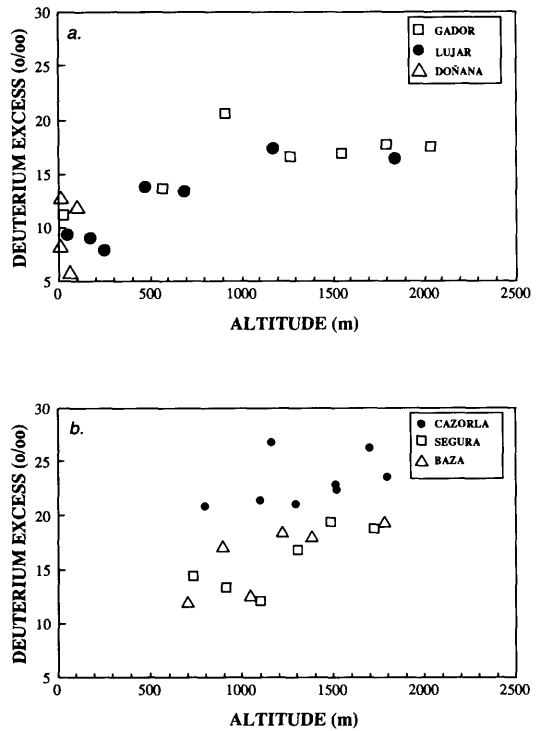 a.
GADOR
LUJAR
DOÑANA
DEUTERIUM EXCESS (o/oo)
30
25
20
15
10
5
0 500 1000 1500 2000 2500
ALTITUDE (m)
b.
CAZORLA
SEGURA
BAZA
DEUTERIUM EXCESS (o/oo)
30
25
20
15
10
5
0 500 1000 1500 2000 2500
ALTITUDE (m)